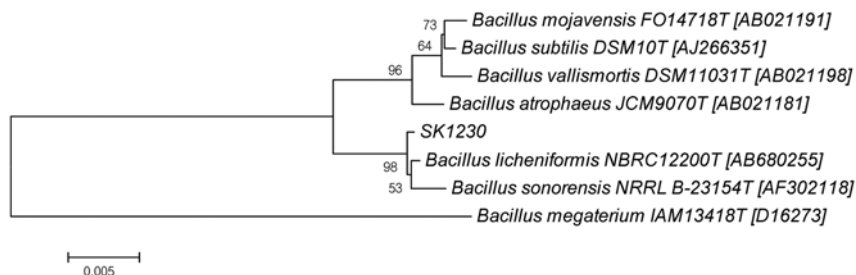 Bacillus mojavensis FO14718T [AB021191]
73
Bacillus subtilis DSM10T [AJ266351]
64
Bacillus vallismortis DSM11031T [AB021198]
96
Bacillus atrophaeus JCM9070T [AB021181]
SK1230
Bacillus licheniformis NBRC12200T [AB680255]
98
Bacillus sonorensis NRRL B-23154T [AF302118]
53
Bacillus megaterium IAM13418T [D16273]
0.005